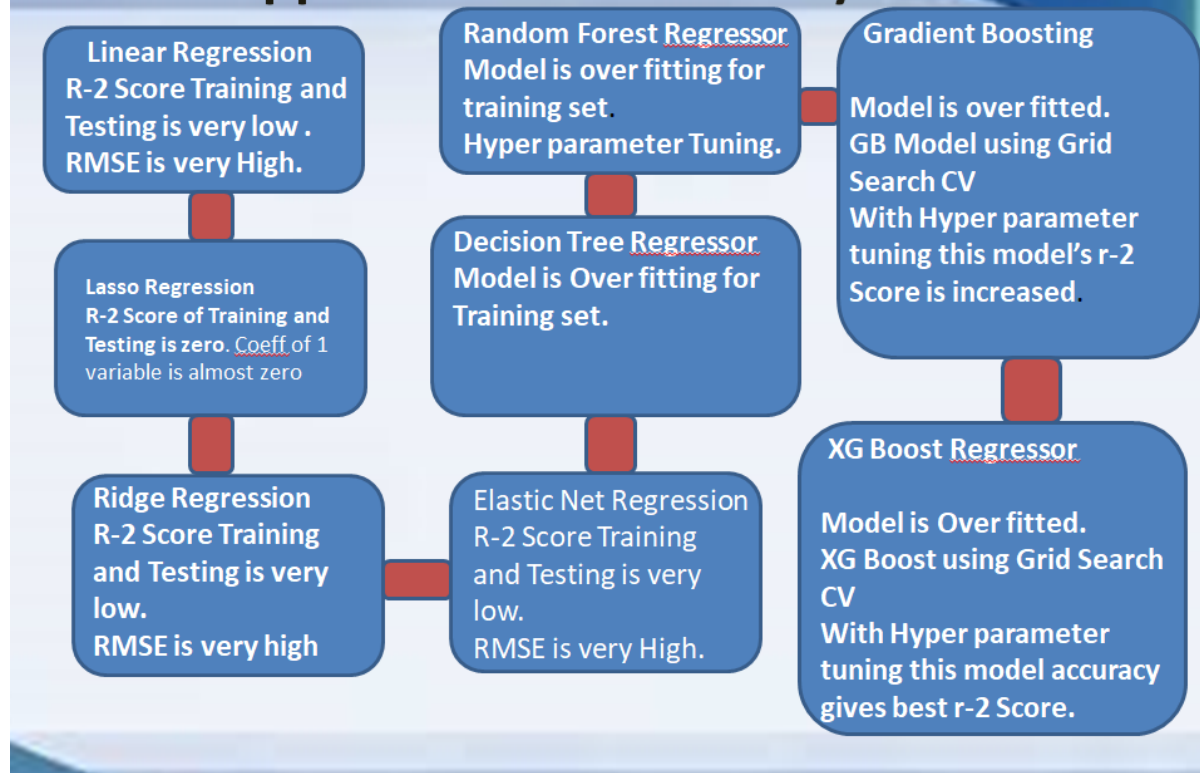 Linear Regression
R-2 Score Training and
Testing is very low .
RMSE is very High.
Lasso Regression
R-2 Score of Training and
Testing is zero. Coeff of 1
variable is almost zero
Ridge Regression
R-2 Score Training
and Testing is very
low.
RMSE is very high
Elastic Net Regression
R-2 Score Training
and Testing is very
low.
RMSE is very High.
Decision Tree Regressor
Model is Over fitting for
Training set.
Random Forest Regressor
Model is over fitting for
training set.
Hyper parameter Tuning.
Gradient Boosting
Model is over fitted.
GB Model using Grid
Search CV
With Hyper parameter
tuning this model’s r-2
Score is increased.
XG Boost Regressor
Model is Over fitted.
XG Boost using Grid Search
CV
With Hyper parameter
tuning this model accuracy
gives best r-2 Score.